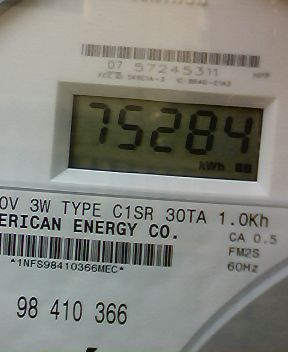 07 57245311
75284
kWh
0V 3W TYPE C1SR 30TA 1.0Kh
ERICAN ENERGY CO.
CA 0.5
FM2S
60Hz
*1NFS98410366MEC*
98 410 366